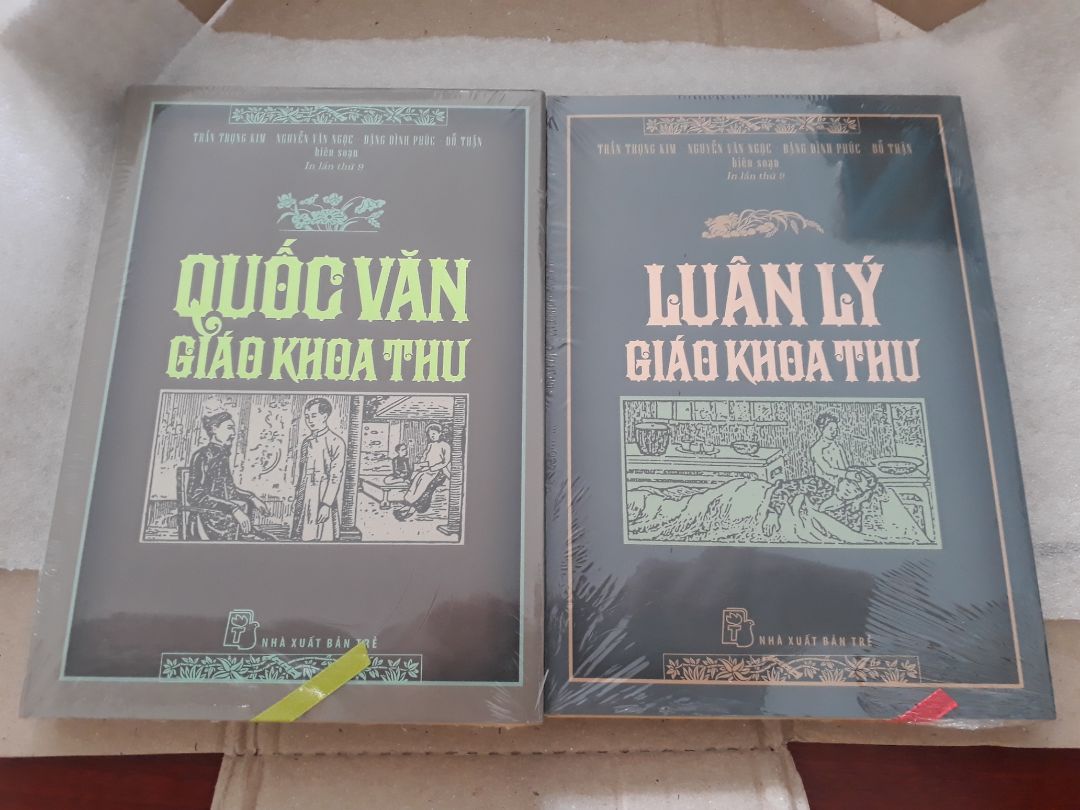 TRẦN TRỌNG KIM NGUYỄN VĂN NGỌC - ĐẶNG ĐÌNH PHÚC - ĐỖ THẬN
biên soạn
In lần thứ 9
QUỐC VĂN
GIÁO KHOA THƯ
NHÀ XUẤT BẢN TRẺ
TRẦN TRỌNG KIM NGUYỄN VĂN NGỌC - ĐẶNG ĐÌNH PHÚC - ĐỖ THẬN
biên soạn
In lần thứ 9
LUÂN LÝ
GIÁO KHOA THƯ
NHÀ XUẤT BẢN TRẺ